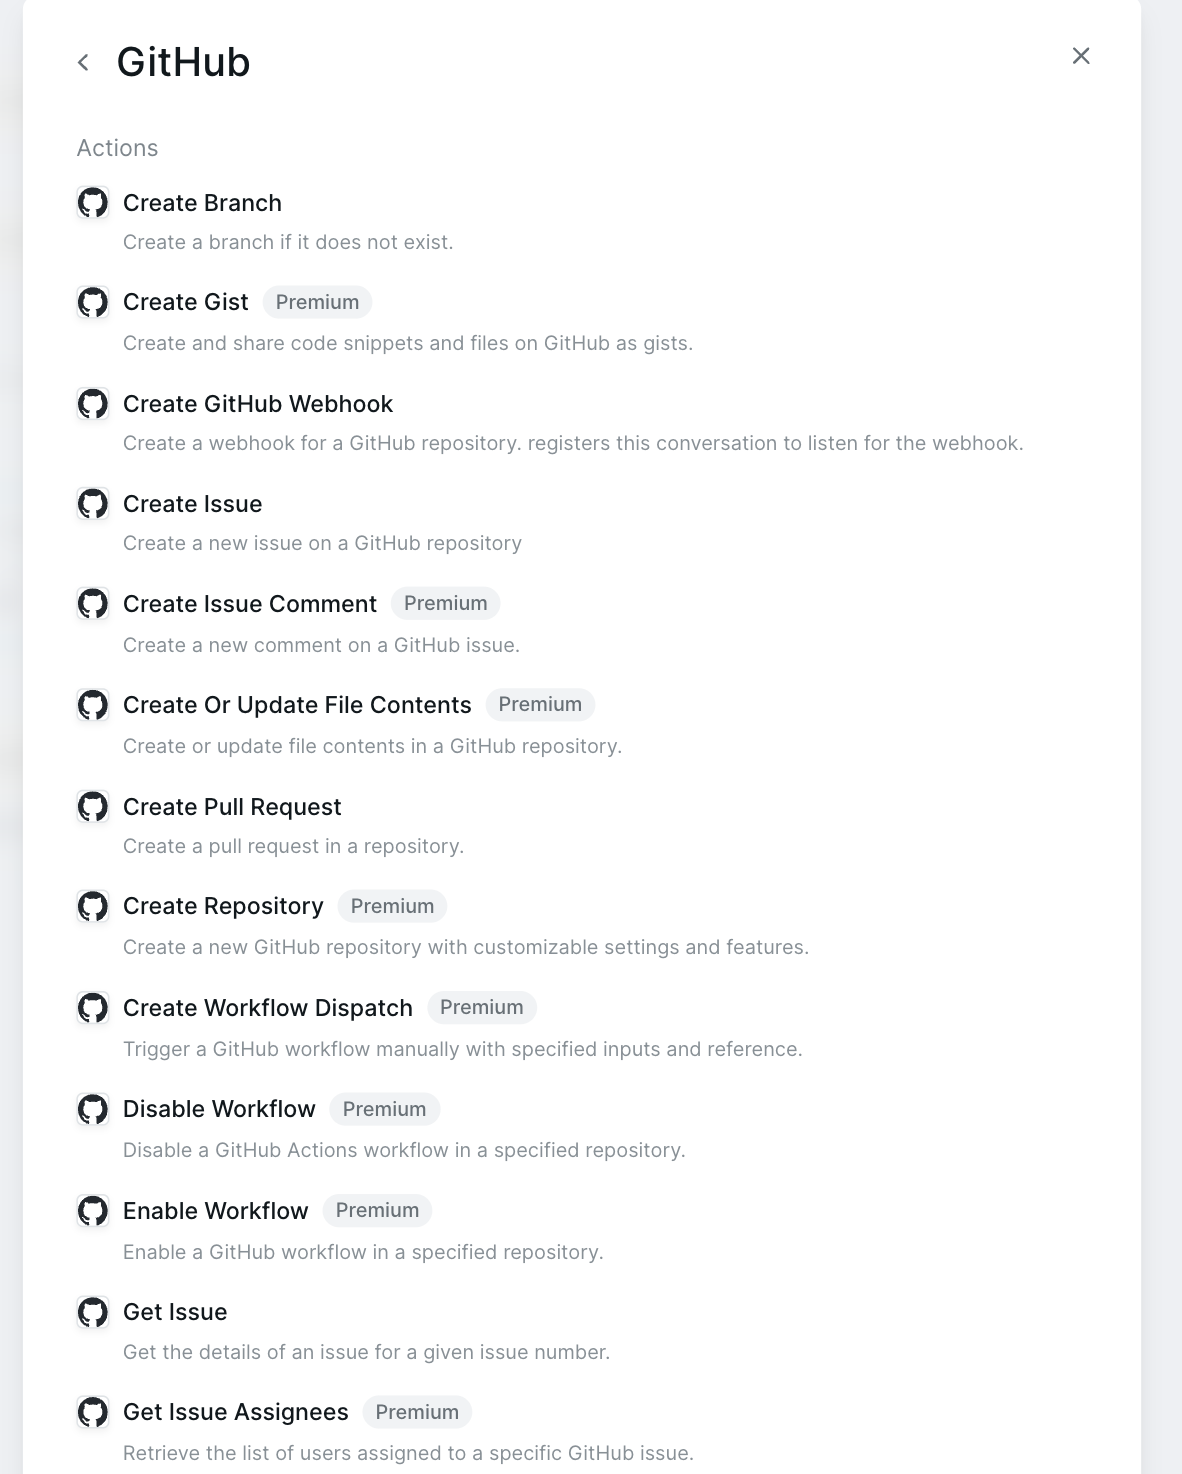 GitHub
Actions
Create Branch
Create a branch if it does not exist.
Create Gist Premium
Create and share code snippets and files on GitHub as gists.
Create GitHub Webhook
Create a webhook for a GitHub repository. registers this conversation to listen for the webhook.
Create Issue
Create a new issue on a GitHub repository
Create Issue Comment Premium
Create a new comment on a GitHub issue.
Create Or Update File Contents Premium
Create or update file contents in a GitHub repository.
Create Pull Request
Create a pull request in a repository.
Create Repository Premium
Create a new GitHub repository with customizable settings and features.
Create Workflow Dispatch Premium
Trigger a GitHub workflow manually with specified inputs and reference.
Disable Workflow Premium
Disable a GitHub Actions workflow in a specified repository.
Enable Workflow Premium
Enable a GitHub workflow in a specified repository.
Get Issue
Get the details of an issue for a given issue number.
Get Issue Assignees Premium
Retrieve the list of users assigned to a specific GitHub issue.